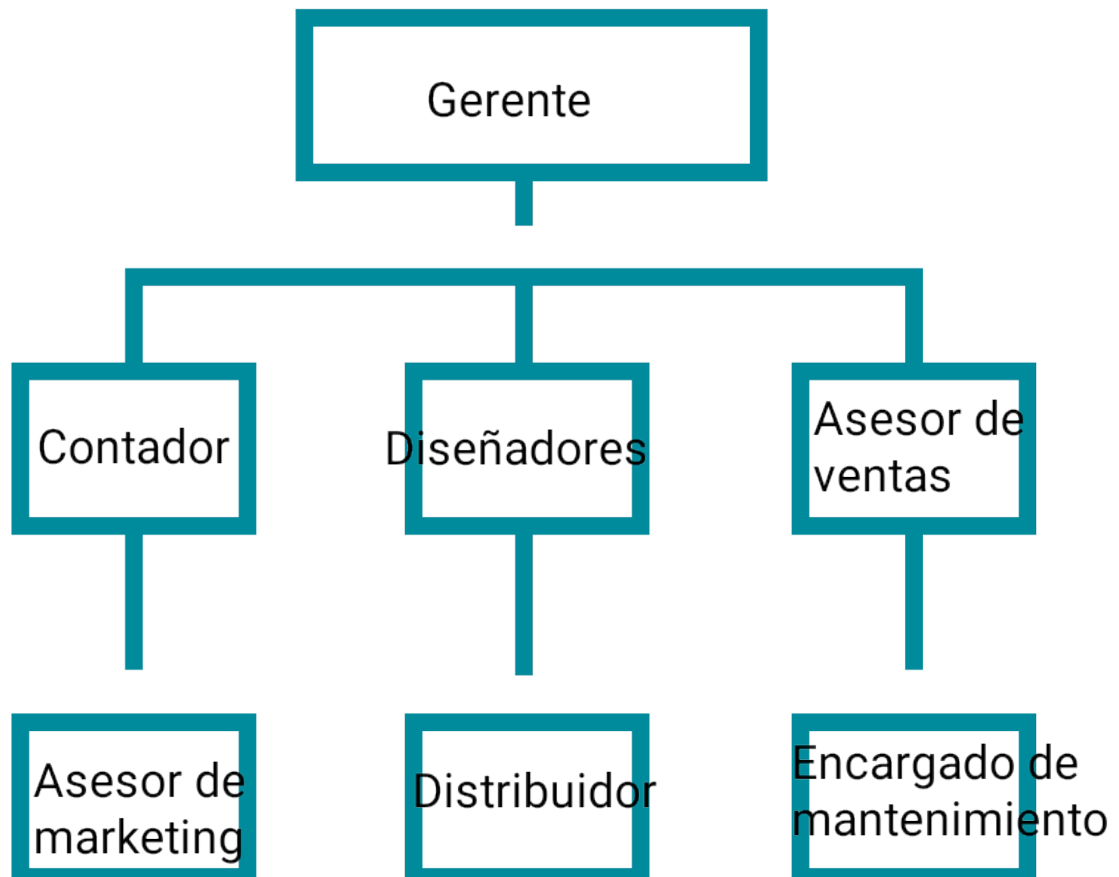 Gerente
Contador
Diseñadores
Asesor de
ventas
Asesor de
marketing
Distribuidor
Encargado de
mantenimiento